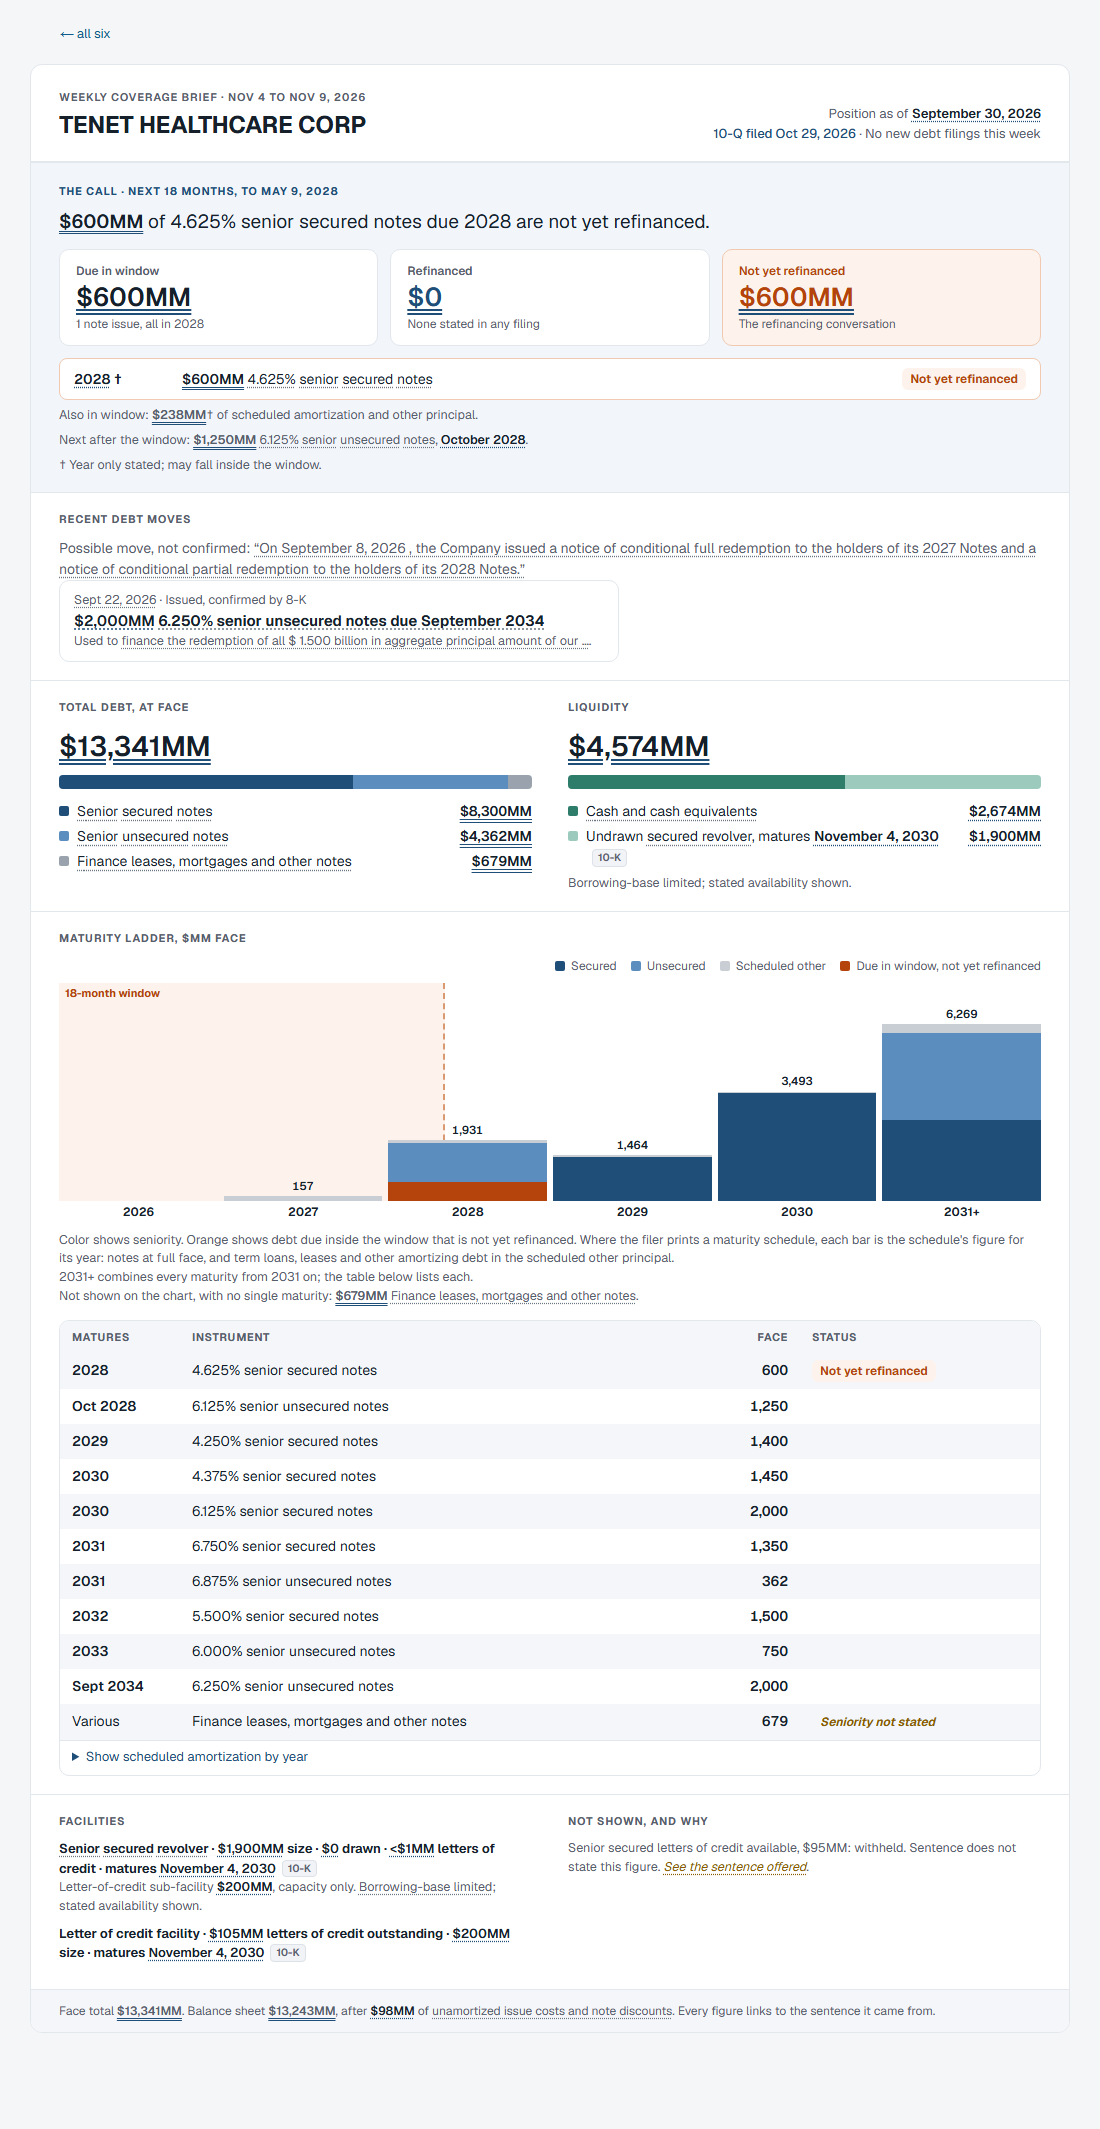 ← all six
WEEKLY COVERAGE BRIEF · NOV 4 TO NOV 9, 2026
TENET HEALTHCARE CORP
Position as of September 30, 2026
10-Q filed Oct 29, 2026 · No new debt filings this week
THE CALL · NEXT 18 MONTHS, TO MAY 9, 2028
$600MM of 4.625% senior secured notes due 2028 are not yet refinanced.
Due in window
$600MM
1 note issue, all in 2028
Refinanced
$0
None stated in any filing
Not yet refinanced
$600MM
The refinancing conversation
2028 † $600MM 4.625% senior secured notes Not yet refinanced
Also in window: $238MM† of scheduled amortization and other principal.
Next after the window: $1,250MM 6.125% senior unsecured notes, October 2028.
† Year only stated; may fall inside the window.
RECENT DEBT MOVES
Possible move, not confirmed: “On September 8, 2026 , the Company issued a notice of conditional full redemption to the holders of its 2027 Notes and a
notice of conditional partial redemption to the holders of its 2028 Notes.”
Sept 22, 2026 · Issued, confirmed by 8-K
$2,000MM 6.250% senior unsecured notes due September 2034
Used to finance the redemption of all $ 1.500 billion in aggregate principal amount of our ….
TOTAL DEBT, AT FACE
$13,341MM
Senior secured notes $8,300MM
Senior unsecured notes $4,362MM
Finance leases, mortgages and other notes $679MM
LIQUIDITY
$4,574MM
Cash and cash equivalents $2,674MM
Undrawn secured revolver, matures November 4, 2030 $1,900MM
10-K
Borrowing-base limited; stated availability shown.
MATURITY LADDER, $MM FACE
Secured Unsecured Scheduled other Due in window, not yet refinanced
18-month window
157
1,931
1,464
3,493
6,269
2026 2027 2028 2029 2030 2031+
Color shows seniority. Orange shows debt due inside the window that is not yet refinanced. Where the filer prints a maturity schedule, each bar is the schedule's figure for
its year: notes at full face, and term loans, leases and other amortizing debt in the scheduled other principal.
2031+ combines every maturity from 2031 on; the table below lists each.
Not shown on the chart, with no single maturity: $679MM Finance leases, mortgages and other notes.
MATURES INSTRUMENT FACE STATUS
2028 4.625% senior secured notes 600 Not yet refinanced
Oct 2028 6.125% senior unsecured notes 1,250
2029 4.250% senior secured notes 1,400
2030 4.375% senior secured notes 1,450
2030 6.125% senior secured notes 2,000
2031 6.750% senior secured notes 1,350
2031 6.875% senior unsecured notes 362
2032 5.500% senior secured notes 1,500
2033 6.000% senior unsecured notes 750
Sept 2034 6.250% senior unsecured notes 2,000
Various Finance leases, mortgages and other notes 679 Seniority not stated
▶ Show scheduled amortization by year
FACILITIES
Senior secured revolver · $1,900MM size · $0 drawn · <$1MM letters of
credit · matures November 4, 2030 10-K
Letter-of-credit sub-facility $200MM, capacity only. Borrowing-base limited;
stated availability shown.
Letter of credit facility · $105MM letters of credit outstanding · $200MM
size · matures November 4, 2030 10-K
NOT SHOWN, AND WHY
Senior secured letters of credit available, $95MM: withheld. Sentence does not
state this figure. See the sentence offered.
Face total $13,341MM. Balance sheet $13,243MM, after $98MM of unamortized issue costs and note discounts. Every figure links to the sentence it came from.